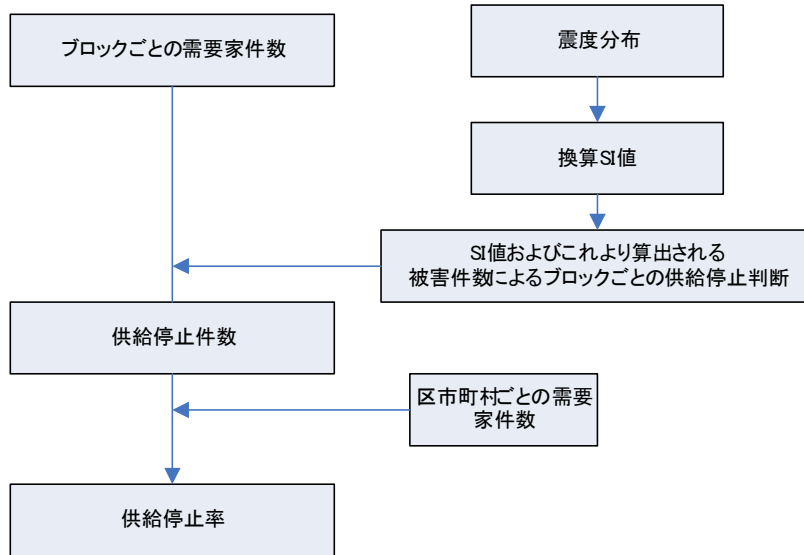 ブロックごとの需要家件数
震度分布
換算SI値
SI値およびこれより算出される
被害件数によるブロックごとの供給停止判断
供給停止件数
区市町村ごとの需要
家件数
供給停止率